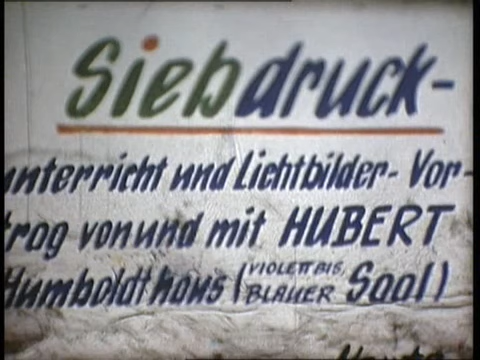 Siebdruck-
unterricht und Lichtbilder-Vor-
trag von und mit HUBERT
Humboldthaus (VIOLETT BIS
BLAUER Saal)